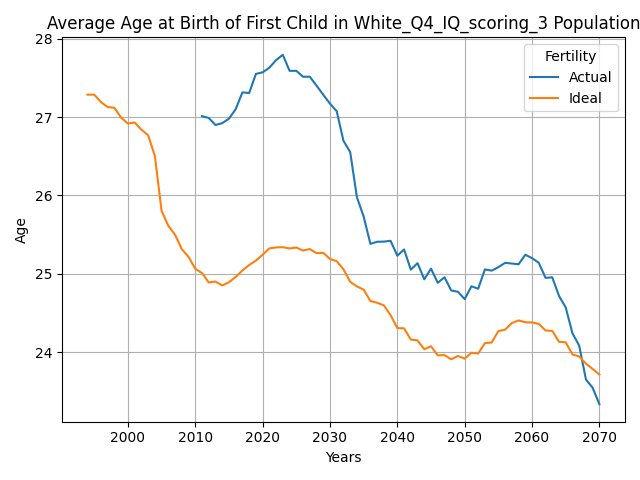 Average Age at Birth of First Child in White_Q4_IQ_scoring_3 Population
28
27
26
25
24
Age
2000
2010
2020
2030
2040
2050
2060
2070
Years
Fertility
Actual
Ideal